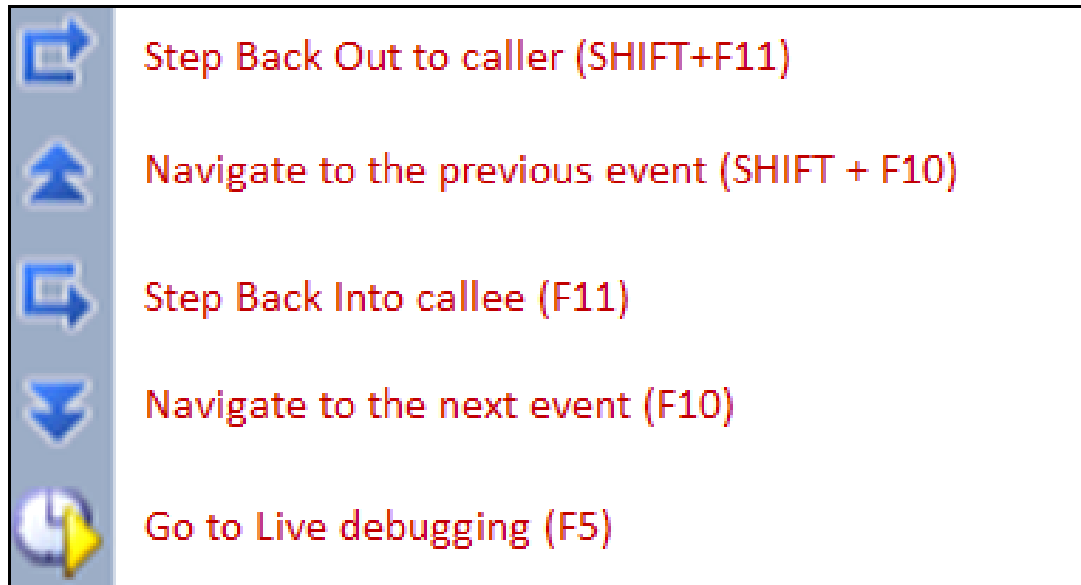 Step Back Out to caller (SHIFT+F11)
Navigate to the previous event (SHIFT + F10)
Step Back Into callee (F11)
Navigate to the next event (F10)
Go to Live debugging (F5)